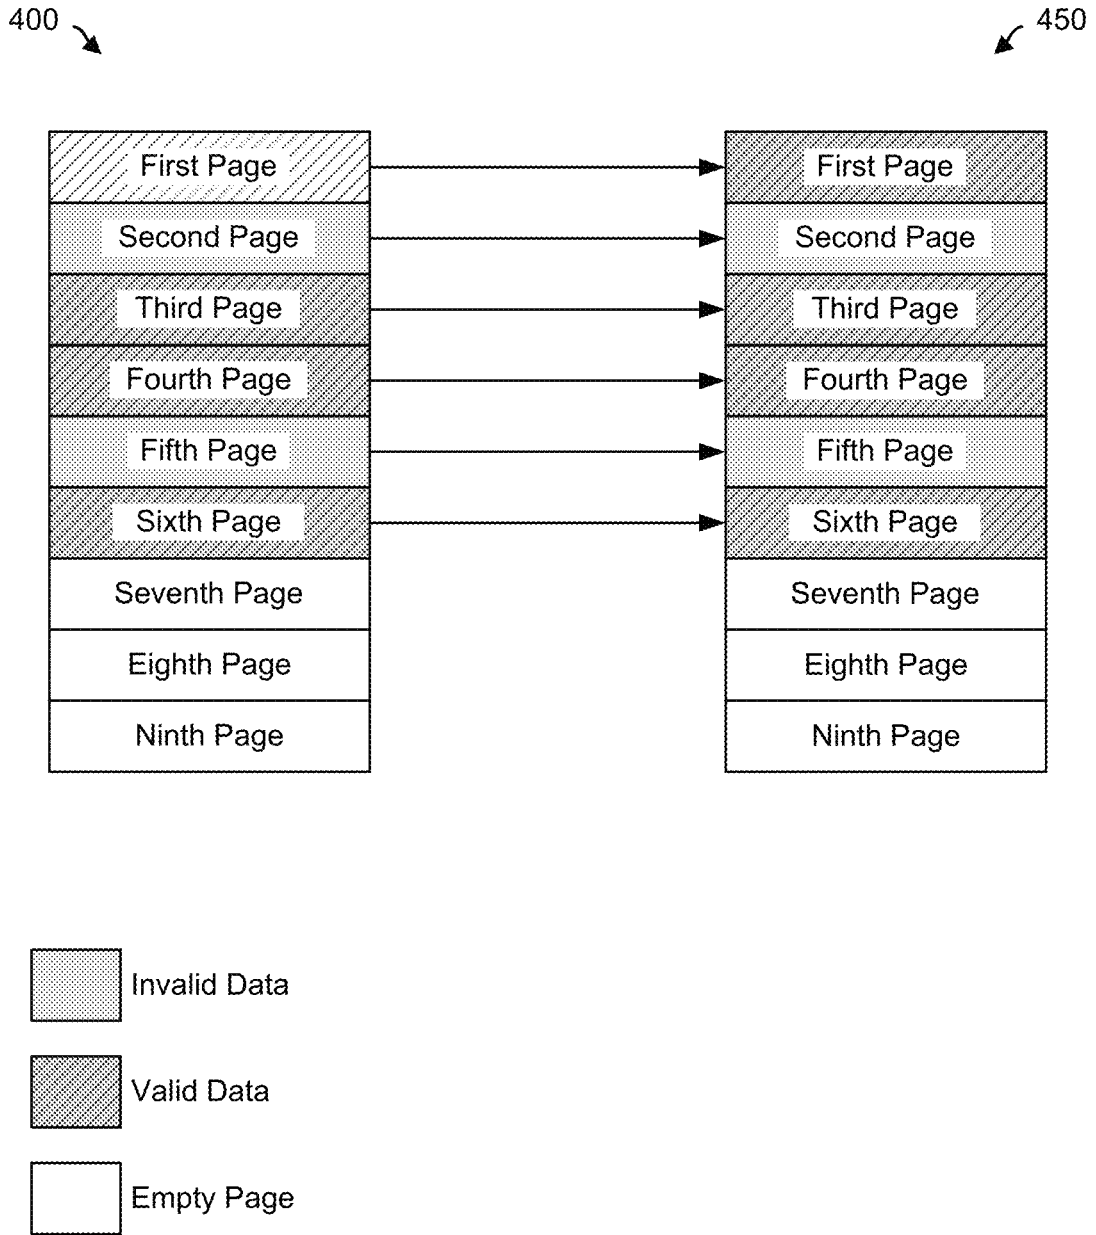 400
450
First Page
First Page
Second Page
Second Page
Third Page
Third Page
Fourth Page
Fourth Page
Fifth Page
Fifth Page
Sixth Page
Sixth Page
Seventh Page
Seventh Page
Eighth Page
Eighth Page
Ninth Page
Ninth Page
Invalid Data
Valid Data
Empty Page